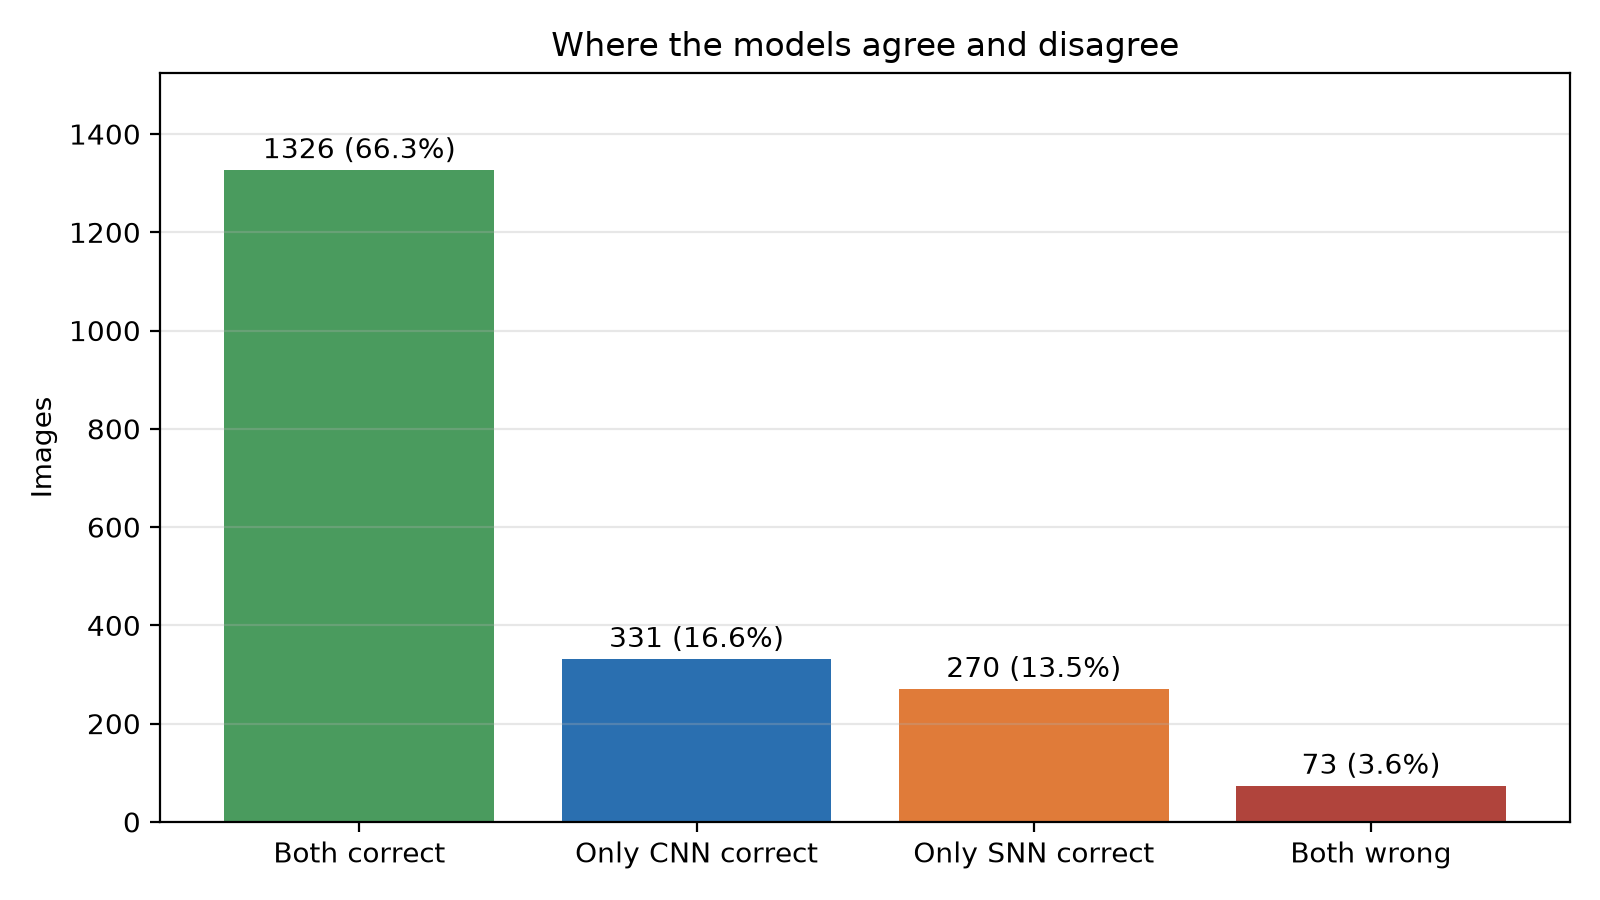 Where the models agree and disagree
Images
1400
1200
1000
800
600
400
200
0
1326 (66.3%)
331 (16.6%)
270 (13.5%)
73 (3.6%)
Both correct
Only CNN correct
Only SNN correct
Both wrong